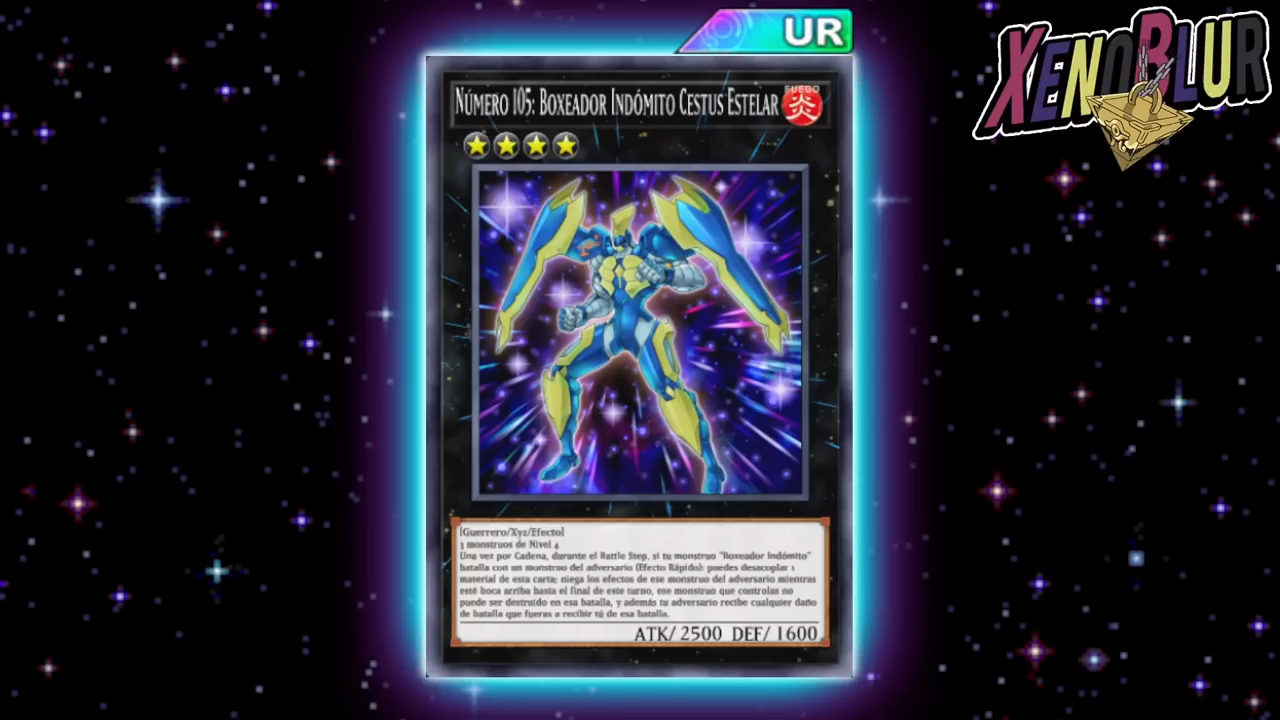 UR
XENOBLUR
NÚMERO 105: BOXEADOR INDÓMITO CESTUS ESTELAR
FUEGO
炎
[Guerrero/Xyz/Efecto]
3 monstruos de Nivel 4
Una vez por Cadena, durante el Battle Step, si tu monstruo "Boxeador Indómito"
batalla con un monstruo del adversario (Efecto Rápido): puedes desacoplar 1
material de esta carta; niega los efectos de ese monstruo del adversario mientras
esté boca arriba hasta el final de este turno, ese monstruo que controlas no
puede ser destruido en esa batalla, y además tu adversario recibe cualquier daño
de batalla que fueras a recibir tú de esa batalla.
ATK/ 2500 DEF/ 1600